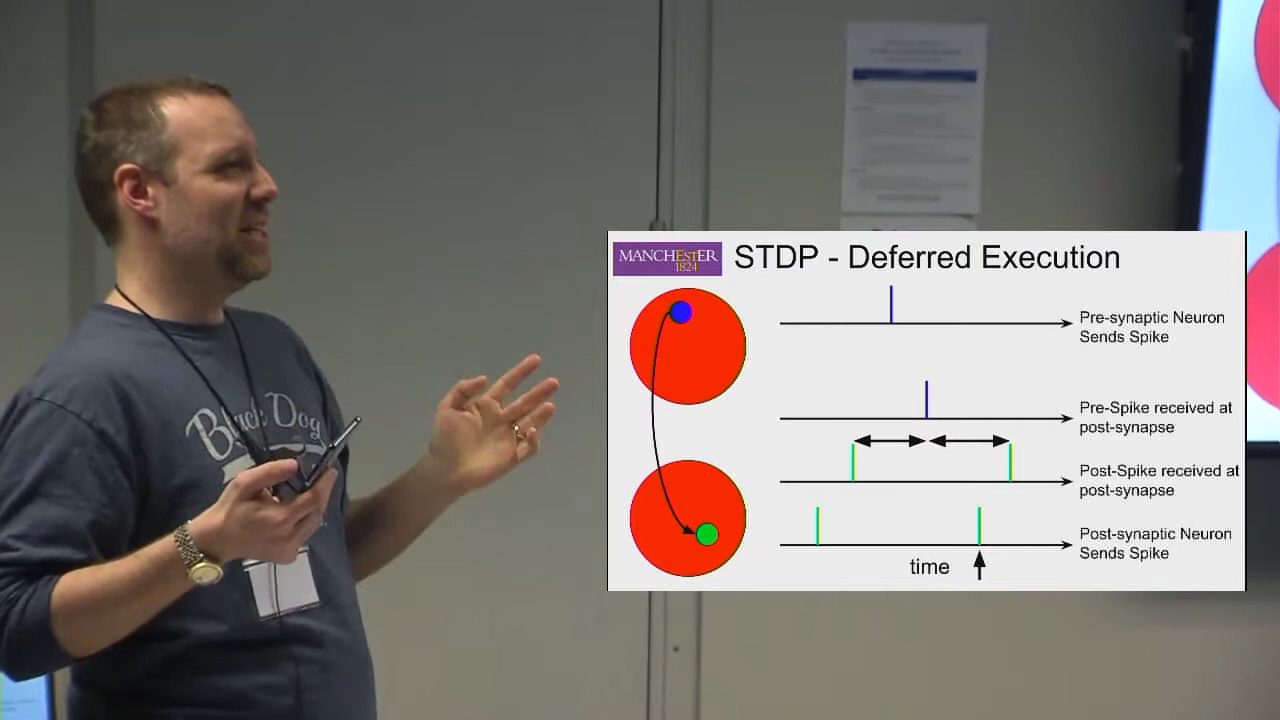 Black Dog
MANCHESTER
1824
STDP - Deferred Execution
Pre-synaptic Neuron
Sends Spike
Pre-Spike received at
post-synapse
Post-Spike received at
post-synapse
Post-synaptic Neuron
Sends Spike
time